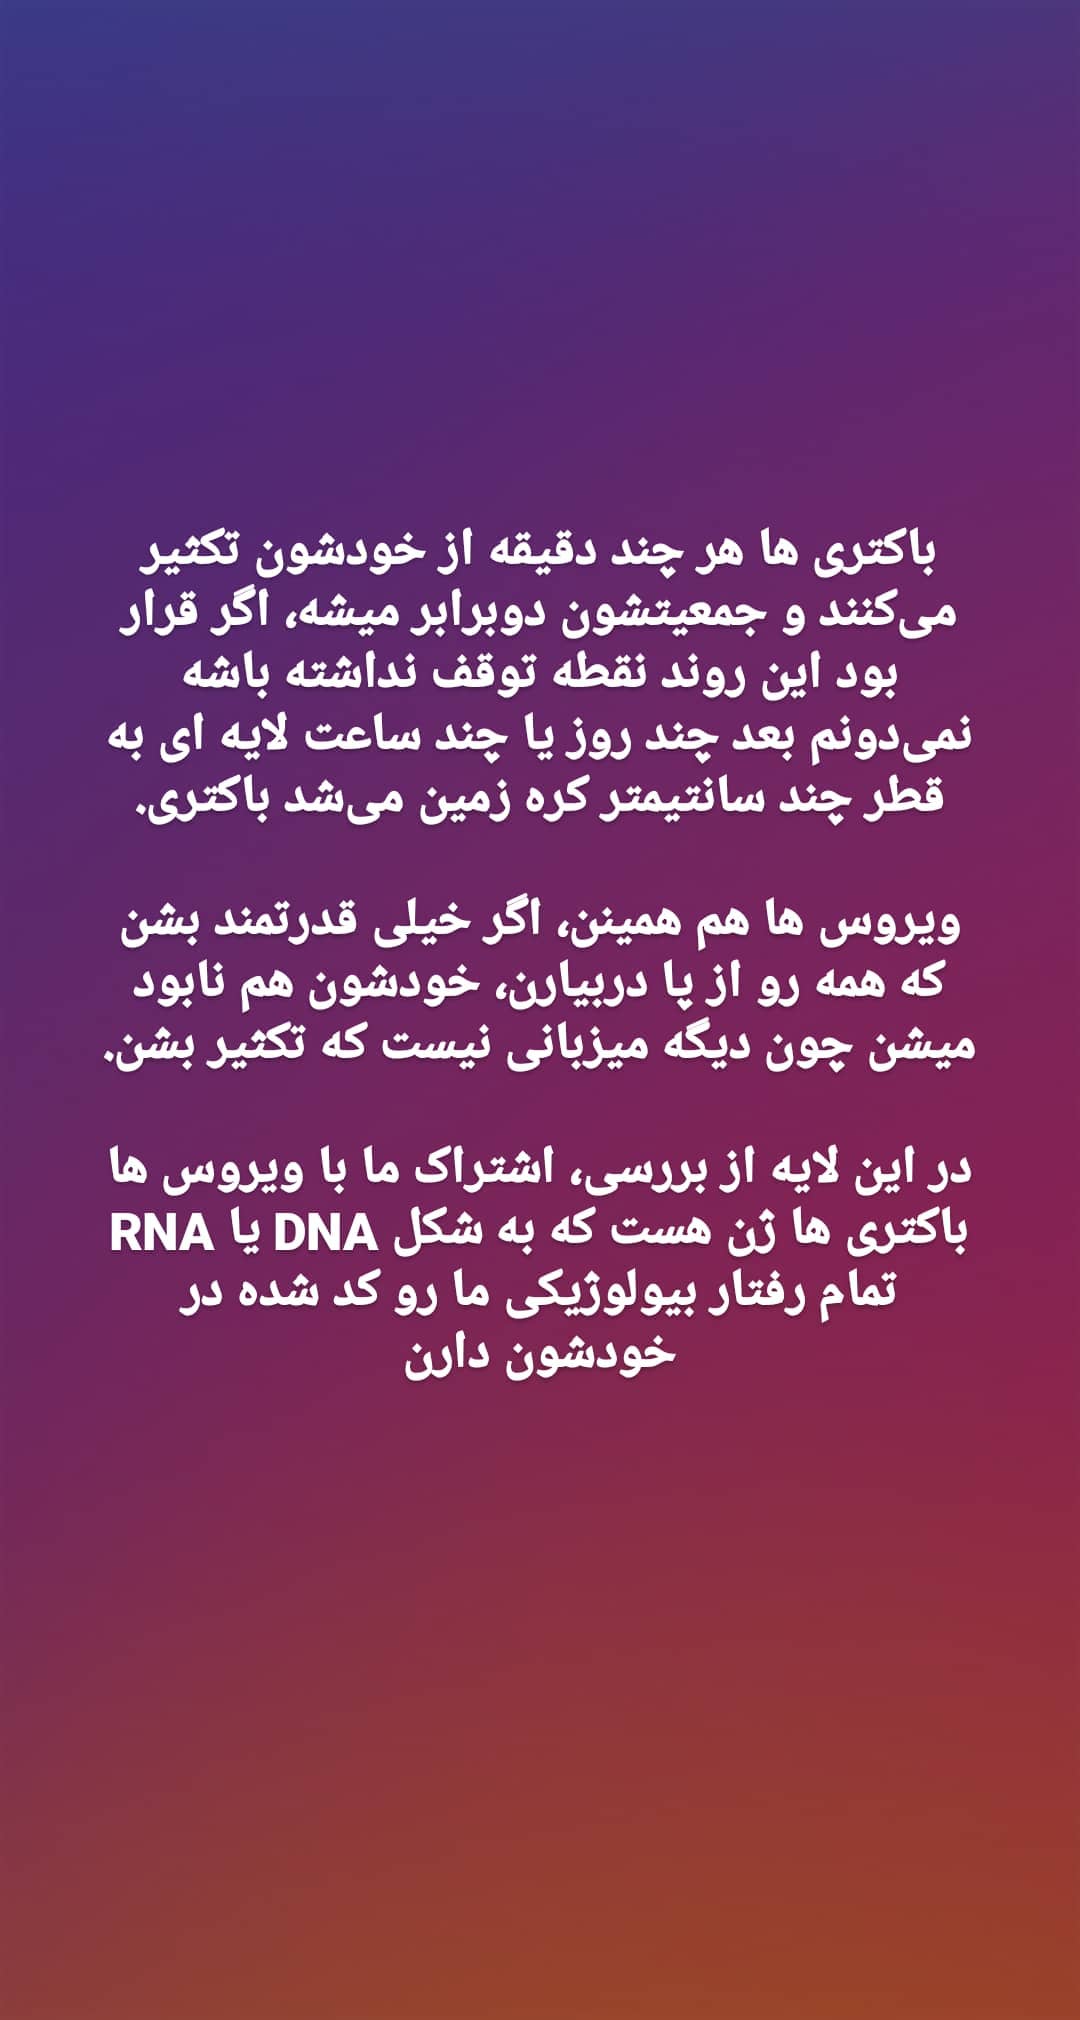 باکتری ها هر چند دقیقه از خودشون تکثیر
می‌کنند و جمعیتشون دوبرابر میشه، اگر قرار
بود این روند نقطه توقف نداشته باشه
نمی‌دونم بعد چند روز یا چند ساعت لایه ای به
قطر چند سانتیمتر کره زمین می‌شد باکتری.
ویروس ها هم همینن، اگر خیلی قدرتمند بشن
که همه رو از پا دربیارن، خودشون هم نابود
میشن چون دیگه میزبانی نیست که تکثیر بشن.
در این لایه از بررسی، اشتراک ما با ویروس ها
باکتری ها ژن هست که به شکل DNA یا RNA
تمام رفتار بیولوژیکی ما رو کد شده در
خودشون دارن